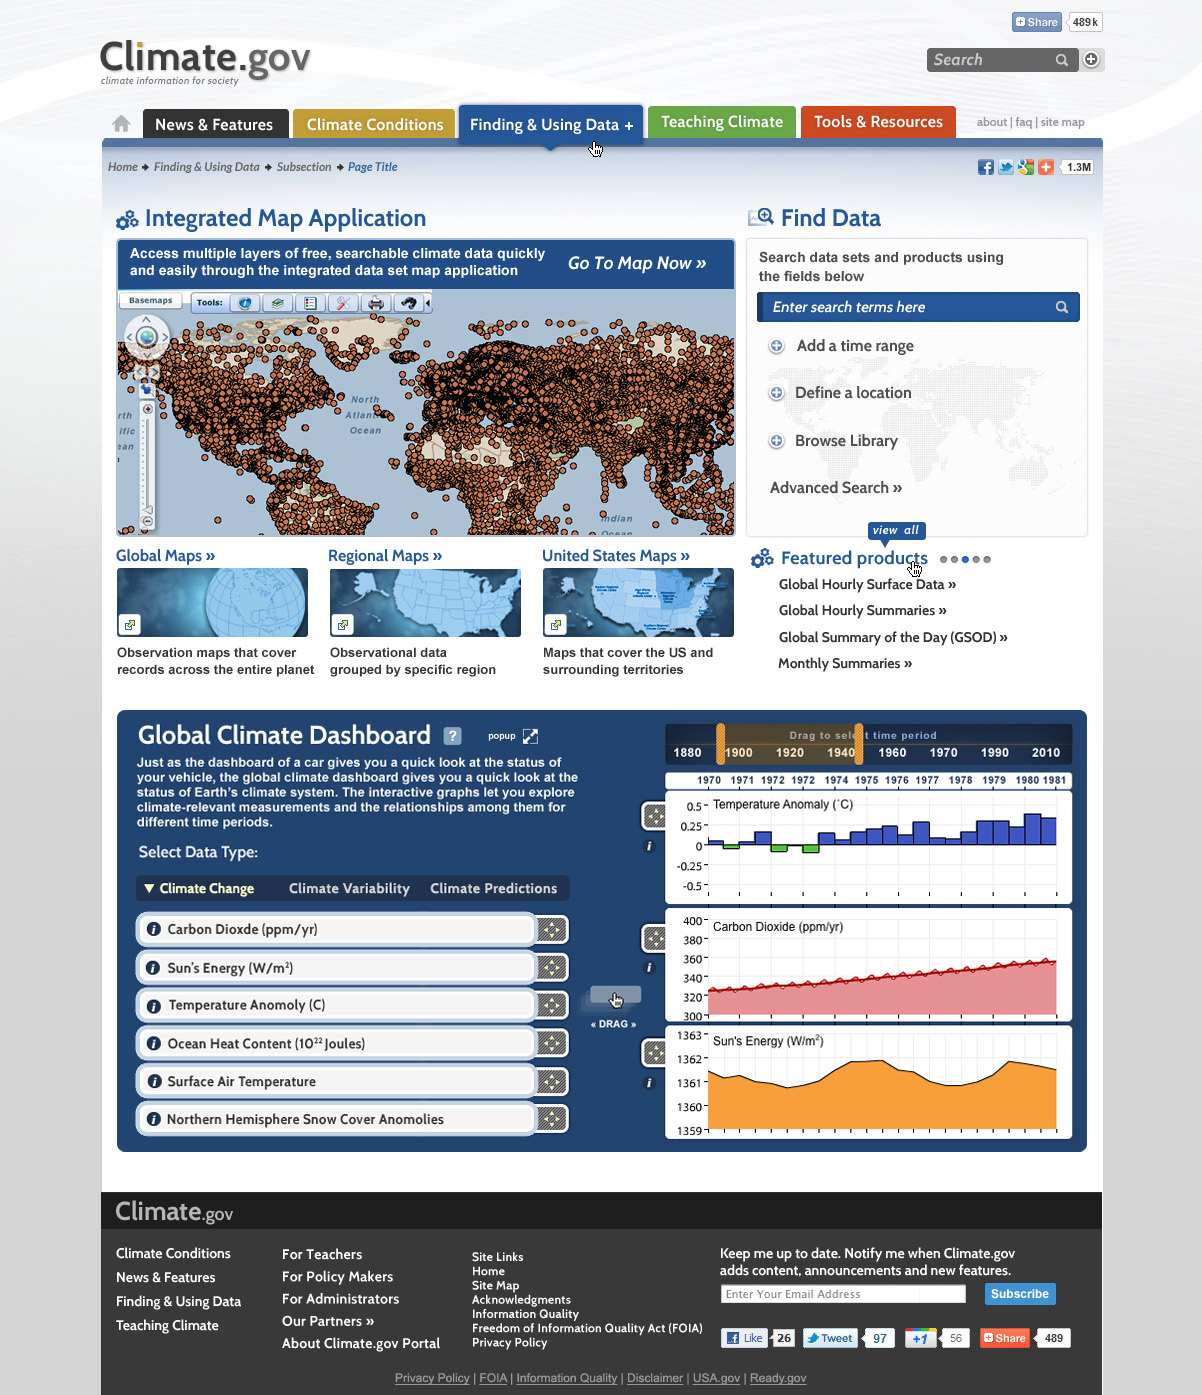 Share 489k
Climate.gov
climate information for society
Search
News & Features
Climate Conditions
Finding & Using Data +
Teaching Climate
Tools & Resources
about | faq | site map
Home Finding & Using Data Subsection Page Title
1.3M
Integrated Map Application
Access multiple layers of free, searchable climate data quickly
and easily through the integrated data set map application
Go To Map Now »
Basemaps
Tools:
North
Atlantic
Ocean
rth
ific
ean
Indian
Ocean
Find Data
Search data sets and products using
the fields below
Enter search terms here
Add a time range
Define a location
Browse Library
Advanced Search »
view all
Featured products
Global Hourly Surface Data »
Global Hourly Summaries »
Global Summary of the Day (GSOD) »
Monthly Summaries »
Global Maps »
Observation maps that cover
records across the entire planet
Regional Maps »
Observational data
grouped by specific region
United States Maps »
Maps that cover the US and
surrounding territories
Global Climate Dashboard
?
popup
Just as the dashboard of a car gives you a quick look at the status of
your vehicle, the global climate dashboard gives you a quick look at the
status of Earth's climate system. The interactive graphs let you explore
climate-relevant measurements and the relationships among them for
different time periods.
Select Data Type:
Climate Change Climate Variability Climate Predictions
i Carbon Dioxde (ppm/yr)
i Sun's Energy (W/m²)
i Temperature Anomoly (C)
i Ocean Heat Content (10²² Joules)
i Surface Air Temperature
i Northern Hemisphere Snow Cover Anomolies
« DRAG »
Drag to select time period
1880 1900 1920 1940 1960 1970 1990 2010
1970 1971 1972 1972 1974 1975 1976 1977 1978 1979 1980 1981
Temperature Anomaly (˚C)
0.5
0.25
0
-0.25
-0.5
i
Carbon Dioxide (ppm/yr)
400
380
360
340
320
300
i
Sun's Energy (W/m²)
1363
1362
1361
1360
1359
i
Climate.gov
Climate Conditions
News & Features
Finding & Using Data
Teaching Climate
For Teachers
For Policy Makers
For Administrators
Our Partners »
About Climate.gov Portal
Site Links
Home
Site Map
Acknowledgments
Information Quality
Freedom of Information Quality Act (FOIA)
Privacy Policy
Keep me up to date. Notify me when Climate.gov
adds content, announcements and new features.
Enter Your Email Address
Subscribe
Like 26 Tweet 97 +1 56 Share 489
Privacy Policy | FOIA | Information Quality | Disclaimer | USA.gov | Ready.gov